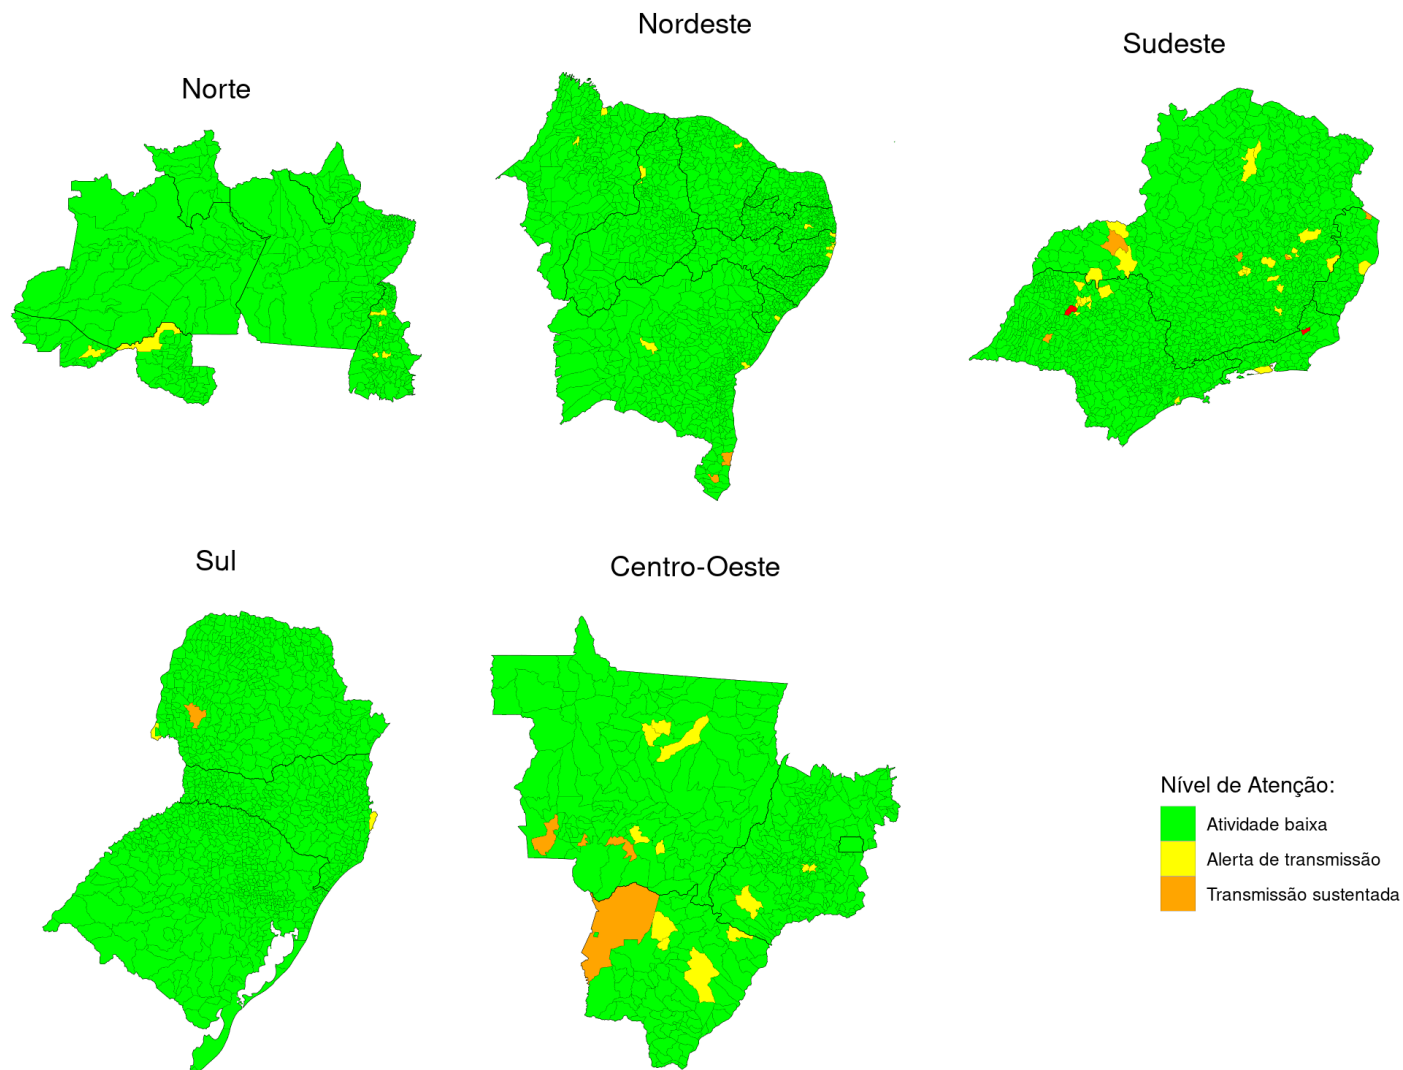 Norte
Nordeste
Sudeste
Sul
Centro-Oeste
Nível de Atenção:
Atividade baixa
Alerta de transmissão
Transmissão sustentada